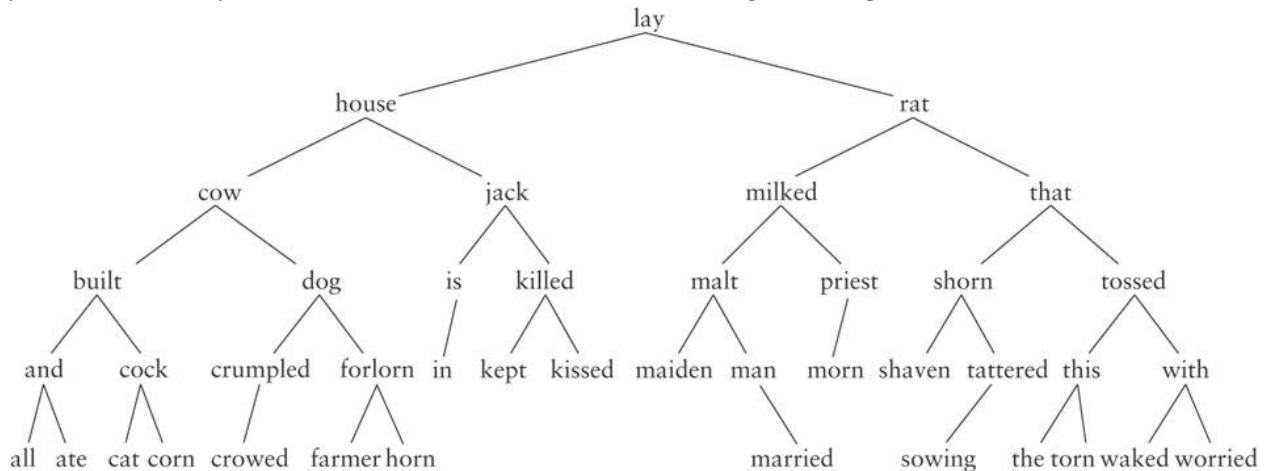 lay
house rat
cow jack milked that
built dog is killed malt priest shorn tossed
and cock crumpled forlorn in kept kissed maiden man morn shaven tattered this with
all ate cat corn crowed farmer horn married sowing the torn waked worried